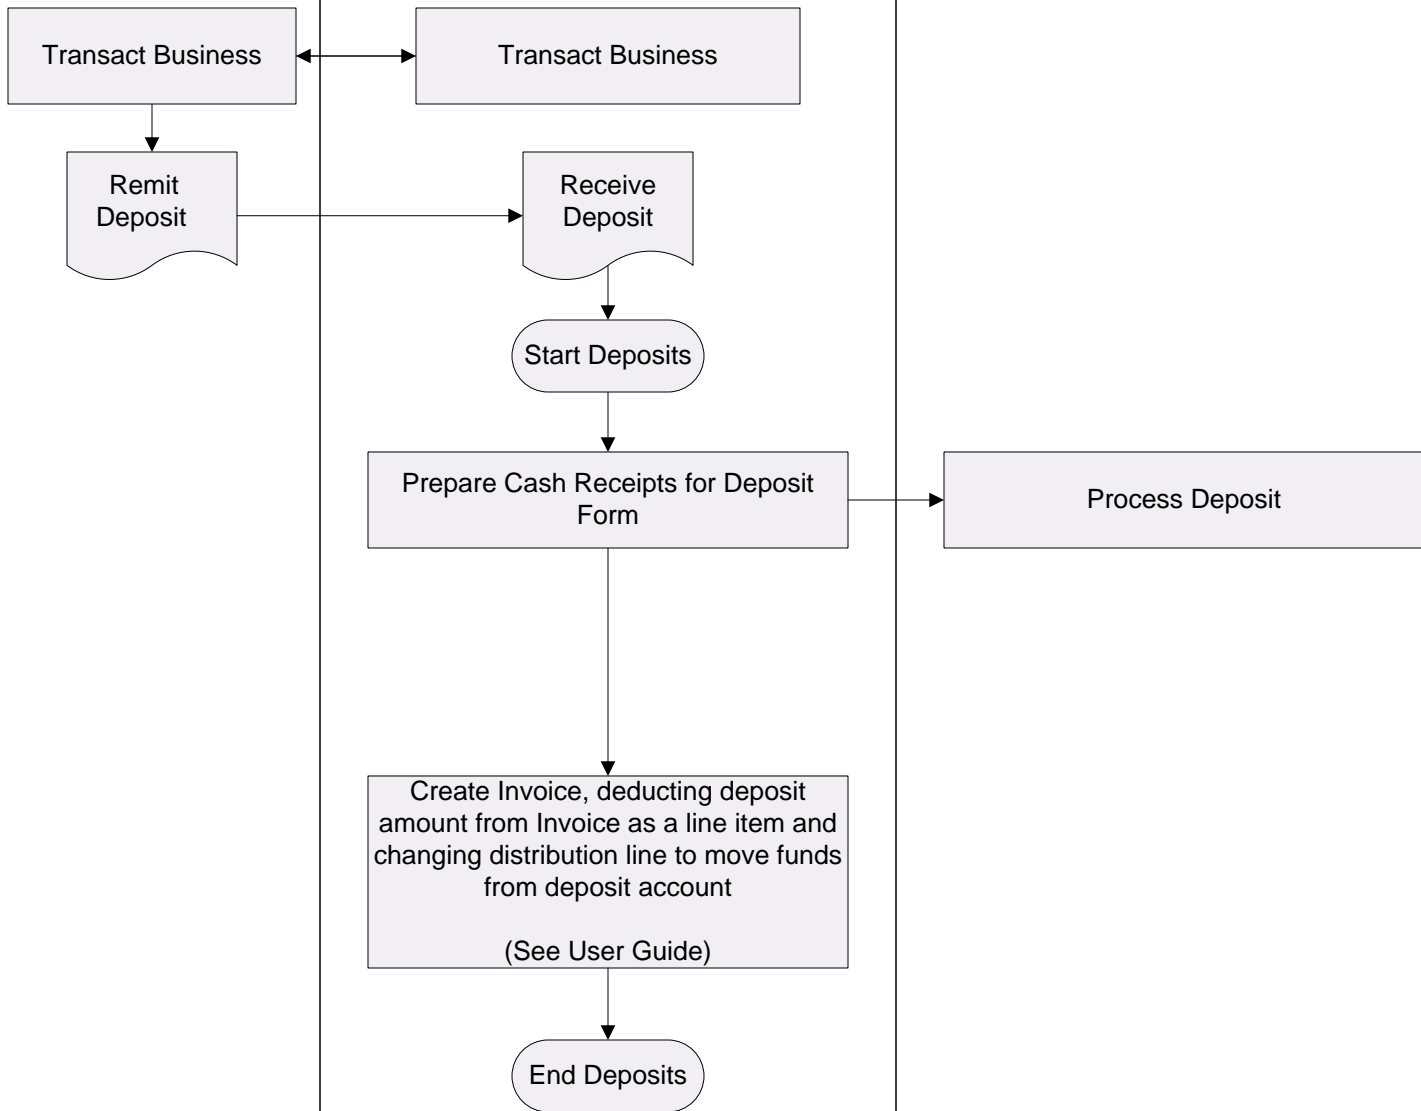 Transact Business
Transact Business
Remit
Deposit
Receive
Deposit
Start Deposits
Prepare Cash Receipts for Deposit
Form
Process Deposit
Create Invoice, deducting deposit
amount from Invoice as a line item and
changing distribution line to move funds
from deposit account
(See User Guide)
End Deposits